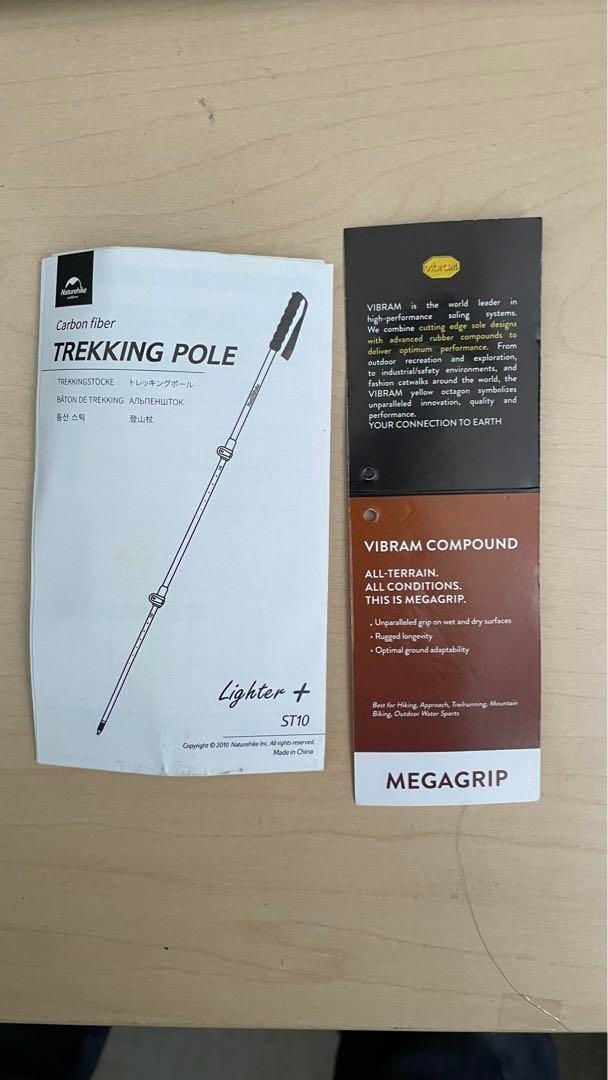 Naturehike
Carbon fiber
TREKKING POLE
TREKKINGSTÖCKE トレッキングポール
BÂTON DE TREKKING АЛЬПЕНШТОК
등산 스틱 登山杖
Naturehike
Lighter +
ST10
Copyright © 2010 Naturehike Inc. All rights reserved.
Made in China
vibram
VIBRAM is the world leader in
high-performance soling systems.
We combine cutting edge sole designs
with advanced rubber compounds to
deliver optimum performance. From
outdoor recreation and exploration,
to industrial/safety environments, and
fashion catwalks around the world, the
VIBRAM yellow octagon symbolizes
unparalleled innovation, quality and
performance.
YOUR CONNECTION TO EARTH
VIBRAM COMPOUND
ALL-TERRAIN.
ALL CONDITIONS.
THIS IS MEGAGRIP.
• Unparalleled grip on wet and dry surfaces
• Rugged longevity
• Optimal ground adaptability
Best for Hiking, Approach, Trailrunning, Mountain
Biking, Outdoor Water Sports
MEGAGRIP